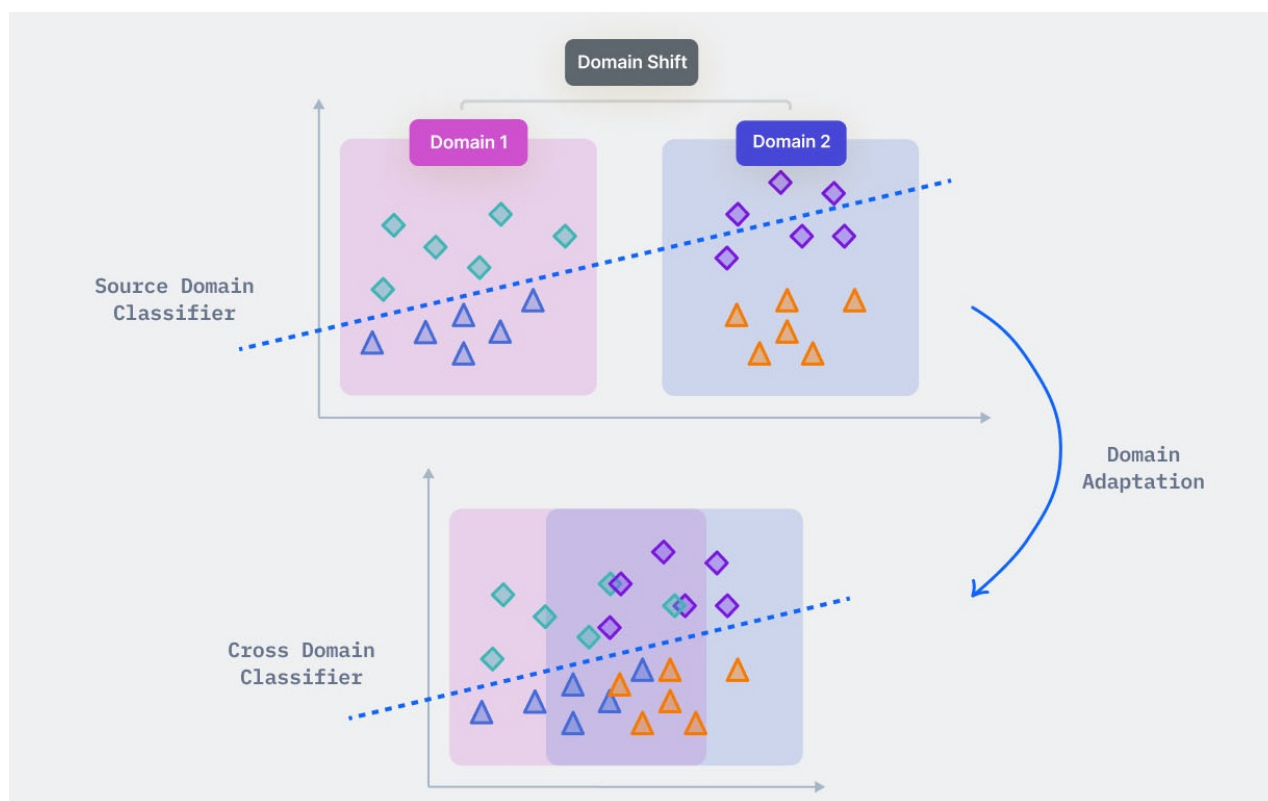 Domain Shift
Domain 1
Domain 2
Source Domain
Classifier
Domain
Adaptation
Cross Domain
Classifier